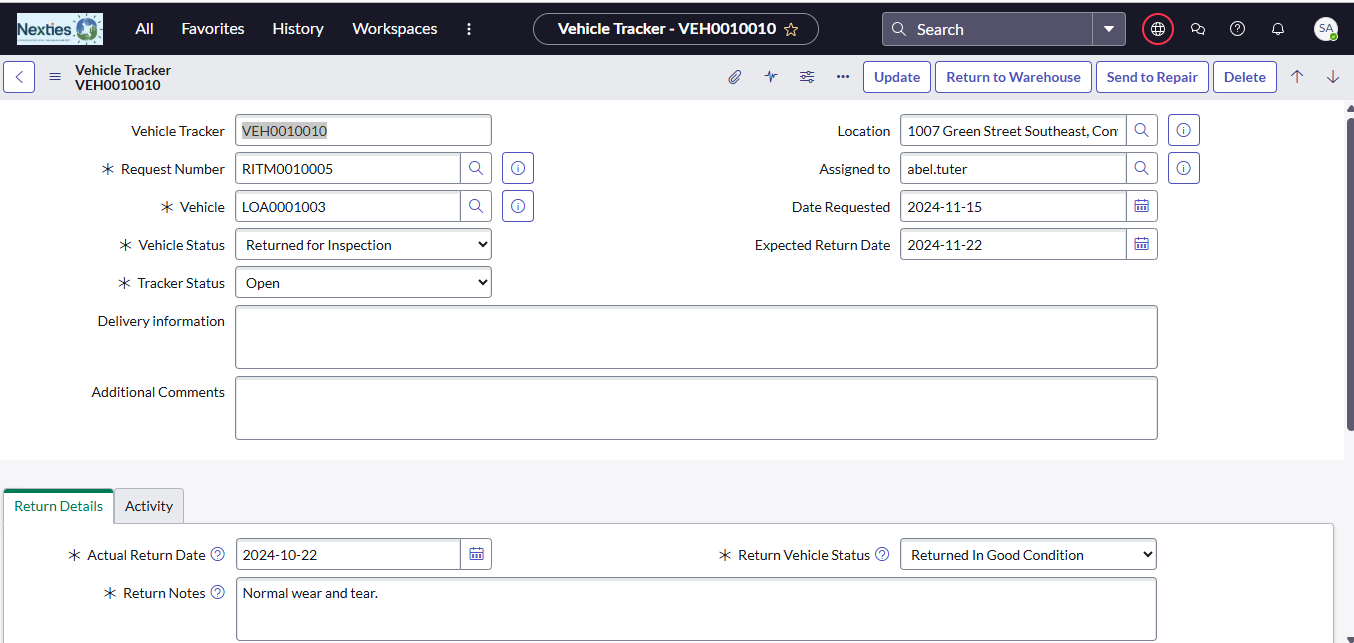 Nexties
All Favorites History Workspaces
Vehicle Tracker - VEH0010010
Search
SA
Vehicle Tracker
VEH0010010
Update Return to Warehouse Send to Repair Delete
Vehicle Tracker VEH0010010
Location 1007 Green Street Southeast, Con
Request Number RITM0010005
Assigned to abel.tuter
Vehicle LOA0001003
Date Requested 2024-11-15
Vehicle Status Returned for Inspection
Expected Return Date 2024-11-22
Tracker Status Open
Delivery information
Additional Comments
Return Details Activity
Actual Return Date 2024-10-22
Return Vehicle Status Returned In Good Condition
Return Notes Normal wear and tear.